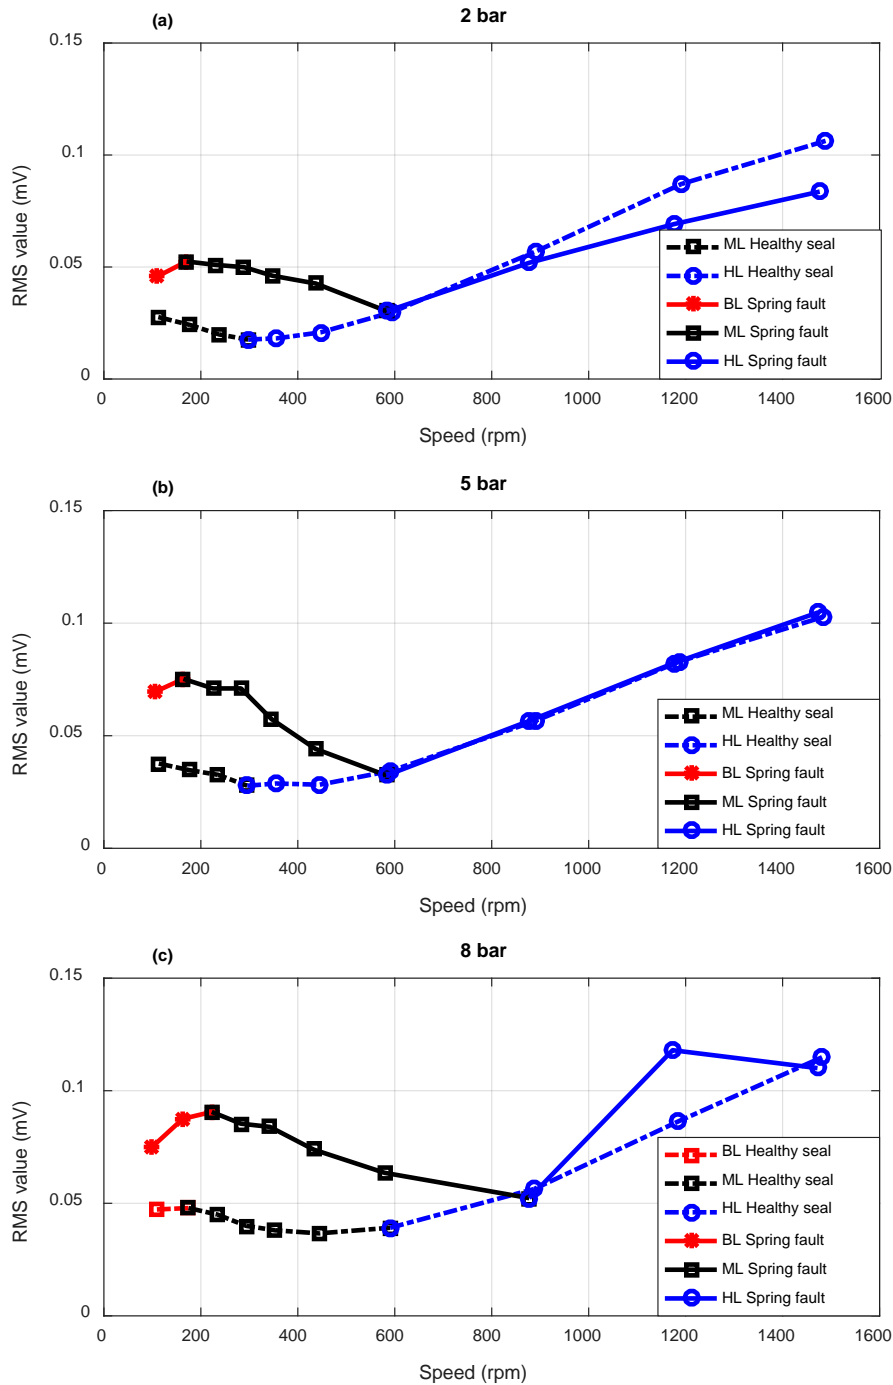 (a)
2 bar
0.15
0.1
0.05
0
RMS value (mV)
ML Healthy seal
HL Healthy seal
BL Spring fault
ML Spring fault
HL Spring fault
0 200 400 600 800 1000 1200 1400 1600
Speed (rpm)
(b)
5 bar
0.15
0.1
0.05
0
RMS value (mV)
ML Healthy seal
HL Healthy seal
BL Spring fault
ML Spring fault
HL Spring fault
0 200 400 600 800 1000 1200 1400 1600
Speed (rpm)
(c)
8 bar
0.15
0.1
0.05
0
RMS value (mV)
BL Healthy seal
ML Healthy seal
HL Healthy seal
BL Spring fault
ML Spring fault
HL Spring fault
0 200 400 600 800 1000 1200 1400 1600
Speed (rpm)